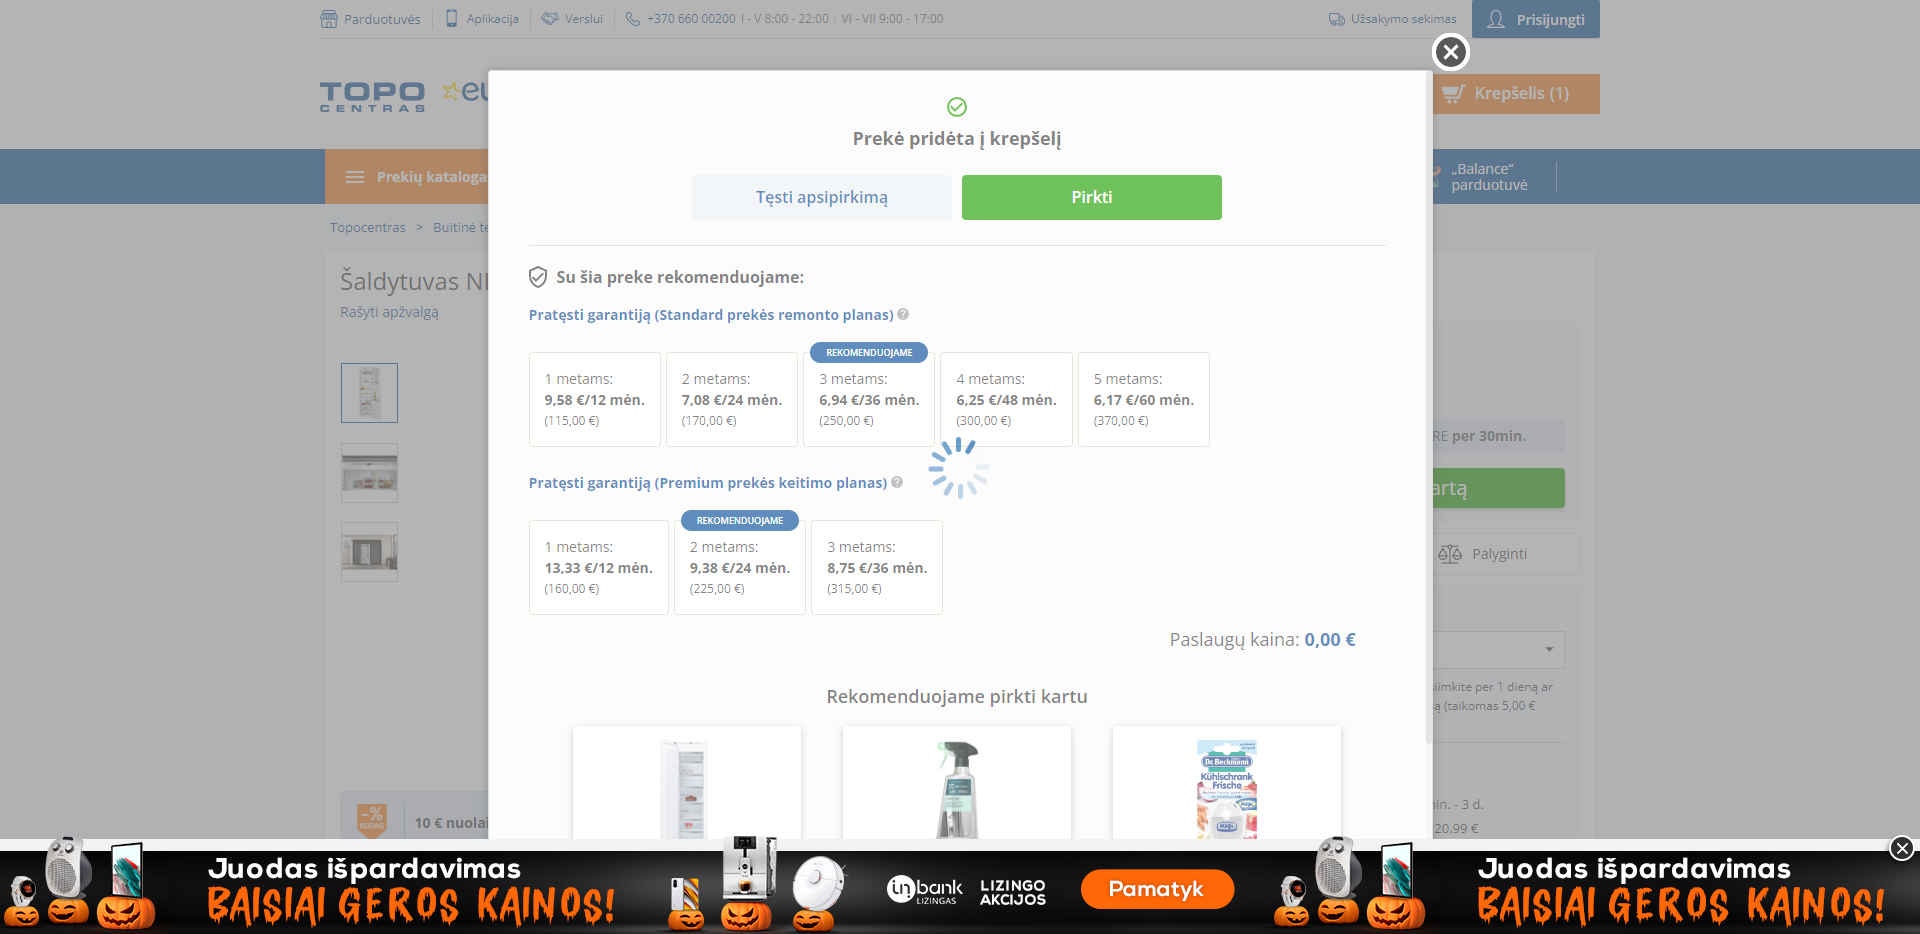 Parduotuvės
Aplikacija
Verslui
+370 660 00200 I - V 8:00 - 22:00 | VI - VII 9:00 - 17:00
Užsakymo sekimas
Prisijungti
TOPO
CENTRAS
Krepšelis (1)
Prekių kataloga
„Balance“
parduotuvė
Topocentras > Buitinė te
Šaldytuvas
Rašyti apžvalgą
Prekė pridėta į krepšelį
Tęsti apsipirkimą
Pirkti
Su šia preke rekomenduojame:
Pratęsti garantiją (Standard prekės remonto planas)
REKOMENDUOJAME
1 metams:
9,58 €/12 mėn.
(115,00 €)
2 metams:
7,08 €/24 mėn.
(170,00 €)
3 metams:
6,94 €/36 mėn.
(250,00 €)
4 metams:
6,25 €/48 mėn.
(300,00 €)
5 metams:
6,17 €/60 mėn.
(370,00 €)
Pratęsti garantiją (Premium prekės keitimo planas)
REKOMENDUOJAME
1 metams:
13,33 €/12 mėn.
(160,00 €)
2 metams:
9,38 €/24 mėn.
(225,00 €)
3 metams:
8,75 €/36 mėn.
(315,00 €)
Paslaugų kaina: 0,00 €
Rekomenduojame pirkti kartu
Dr. Beckmann
Kühlschrank
Frische
RE per 30min.
artą
Palyginti
siimkite per 1 dieną ar
ą (taikomas 5,00 €
in. - 3 d.
20,99 €
-%
KODAS
10 € nuolai
Juodas išpardavimas
BAISIAI GEROS KAINOS!
inbank
LIZINGAS
LIZINGO
AKCIJOS
Pamatyk
Juodas išpardavimas
BAISIAI GEROS KAINOS!